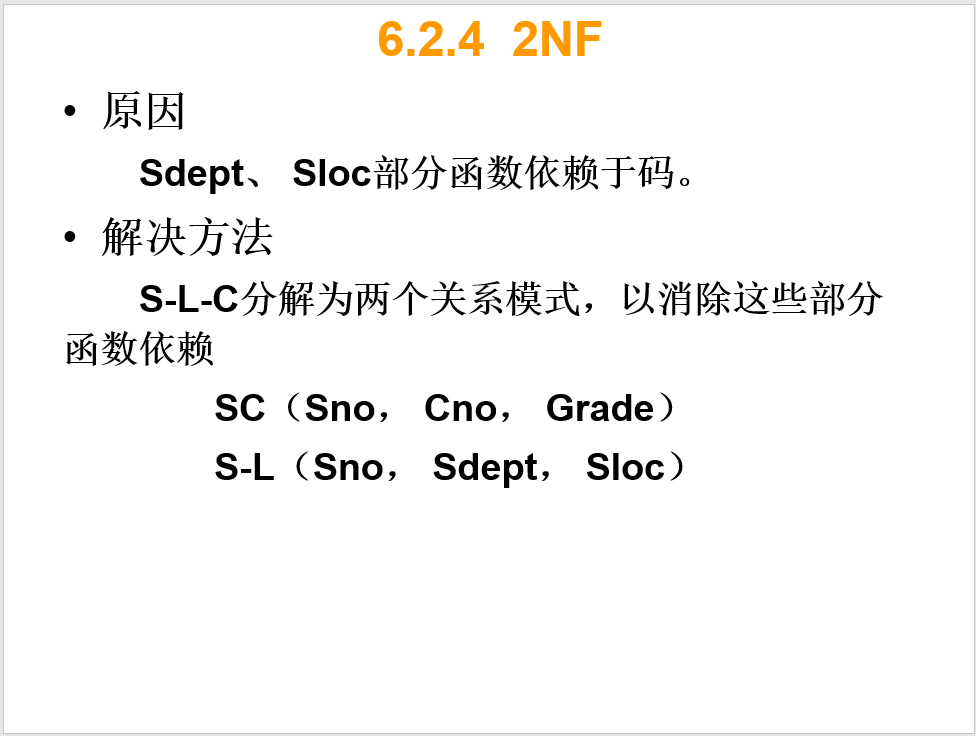 6.2.4 2NF
• 原因
Sdept、 Sloc部分函数依赖于码。
• 解决方法
S-L-C分解为两个关系模式，以消除这些部分
函数依赖
SC（Sno， Cno， Grade）
S-L（Sno， Sdept， Sloc）